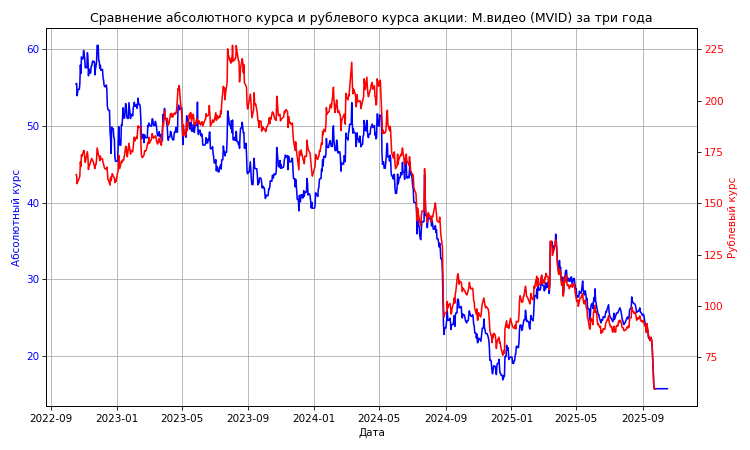 Сравнение абсолютного курса и рублевого курса акции: М.видео (MVID) за три года
60
50
40
30
20
Абсолютный курс
225
200
175
150
125
100
75
Рублевый курс
2022-09 2023-01 2023-05 2023-09 2024-01 2024-05 2024-09 2025-01 2025-05 2025-09
Дата